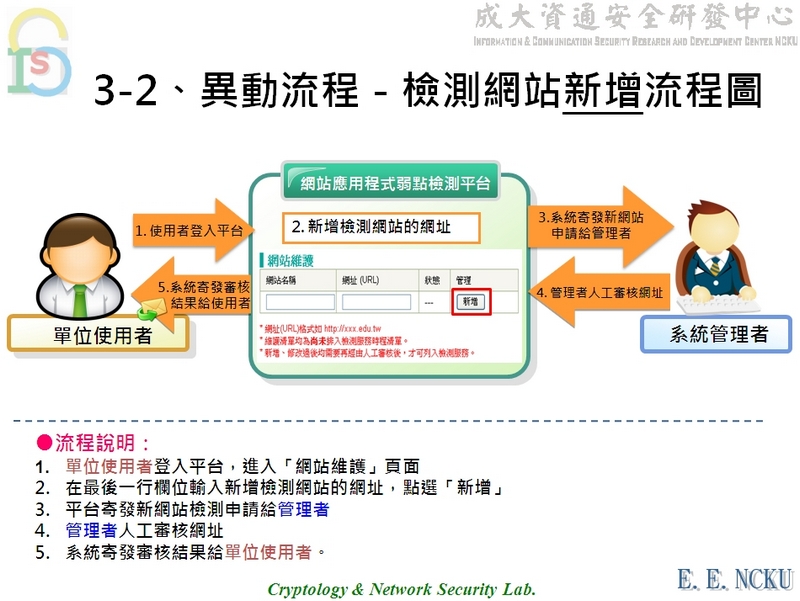 成大資通安全研發中心
INFORMATION & COMMUNICATION SECURITY RESEARCH AND DEVELOPMENT CENTER NCKU
IS
3-2、異動流程 - 檢測網站新增流程圖
網站應用程式弱點檢測平台
1. 使用者登入平台
2. 新增檢測網站的網址
3.系統寄發新網站
申請給管理者
網站維護
網站名稱 網址 (URL) 狀態 管理
--- 新增
5.系統寄發審核
結果給使用者
4. 管理者人工審核網址
* 網址(URL)格式如 http://xxx.edu.tw
* 維護清單均為尚未排入檢測服務時程清單。
* 新增、修改過後均需要再經由人工審核後，才可列入檢測服務。
單位使用者
系統管理者
●流程說明：
1. 單位使用者登入平台，進入「網站維護」頁面
2. 在最後一行欄位輸入新增檢測網站的網址，點選「新增」
3. 平台寄發新網站檢測申請給管理者
4. 管理者人工審核網址
5. 系統寄發審核結果給單位使用者。
Cryptology & Network Security Lab.
E. E. NCKU